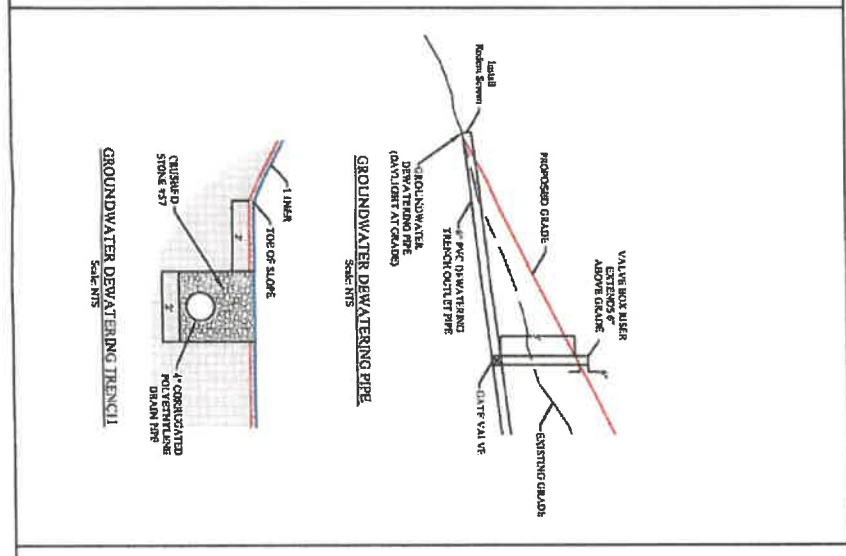 VALVE BOX RISER
EXTENDS 6"
ABOVE GRADE
PROPOSED GRADE
Install
Rodent Screen
6"
EXISTING GRADE
GATE VALVE
PVC DEWATERING
TRENCH OUTLET PIPE
GROUNDWATER
DEWATERING PIPE
(DAYLIGHT AT GRADE)
GROUNDWATER DEWATERING PIPE
Scale: NTS
LINER
TOP OF SLOPE
2'
CRUSHED
STONE #57
2'
4" CORRUGATED
POLYETHYLENE
DRAIN PIPE
GROUNDWATER DEWATERING TRENCH
Scale: NTS